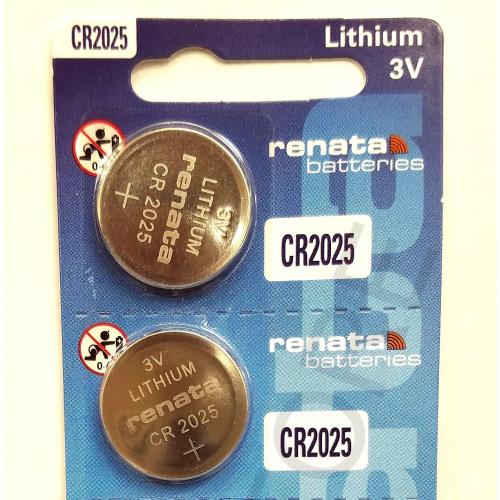 CR2025
Lithium
3V
renata
batteries
LITHIUM
3V
renata
CR 2025
+
CR2025
renata
batteries
3V
LITHIUM
renata
CR 2025
+
CR2025